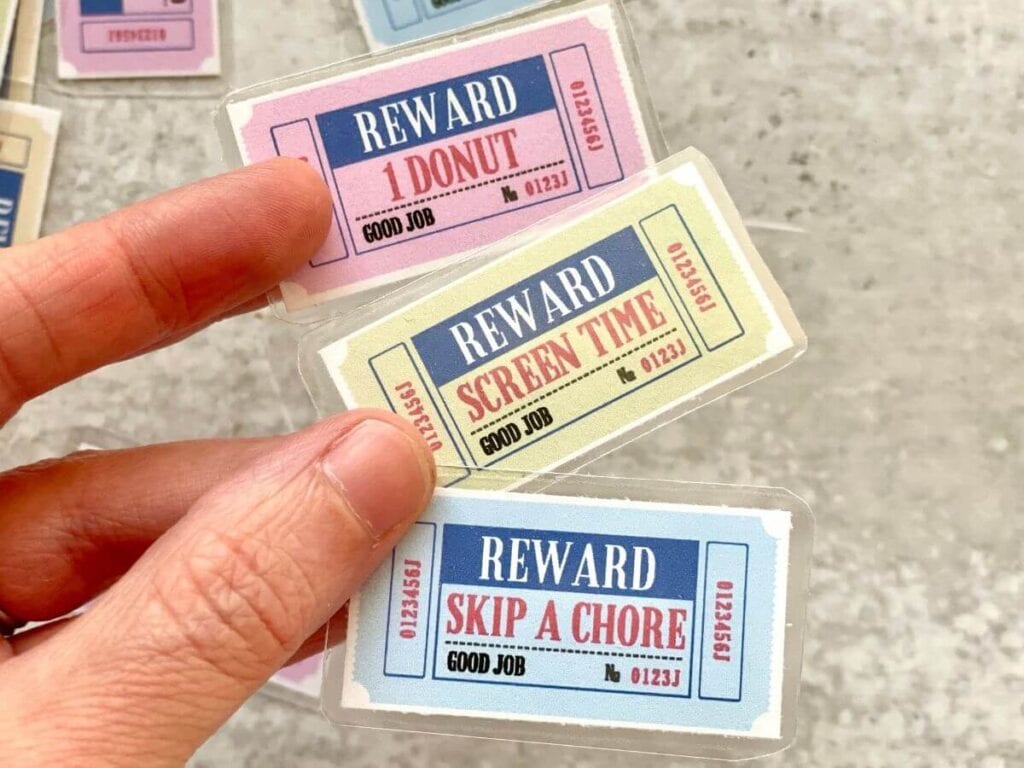 0123456J
REWARD
1 DONUT
GOOD JOB
№ 0123J
0123456J
0123456J
REWARD
SCREEN TIME
GOOD JOB
№ 0123J
0123456J
0123456J
REWARD
SKIP A CHORE
GOOD JOB
№ 0123J
0123456J